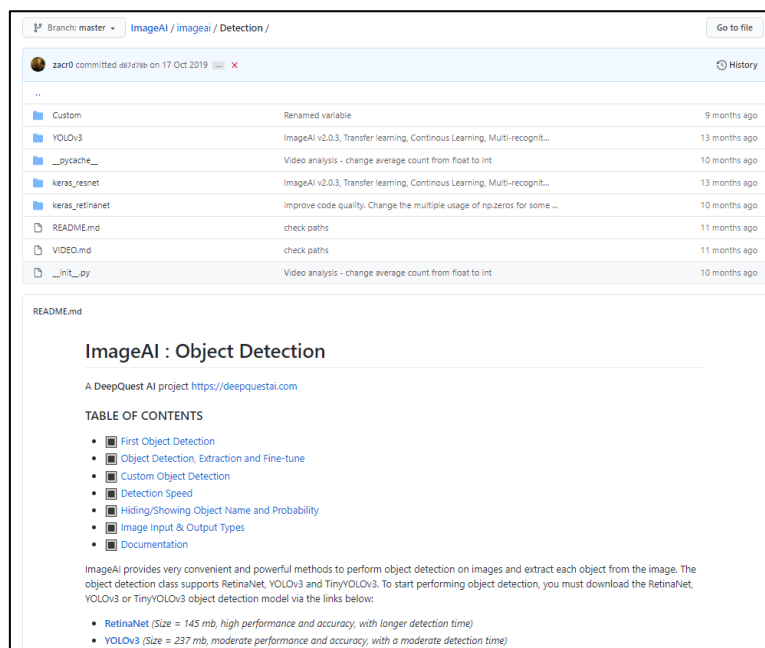 Branch: master ImageAI / imageai / Detection / Go to file
zacr0 committed d87d78b on 17 Oct 2019 ... History
..
Custom Renamed variable 9 months ago
YOLOv3 ImageAI v2.0.3, Transfer learning, Continous Learning, Multi-recognit... 13 months ago
__pycache__ Video analysis - change average count from float to int 10 months ago
keras_resnet ImageAI v2.0.3, Transfer learning, Continous Learning, Multi-recognit... 13 months ago
keras_retinanet improve code quality. Change the multiple usage of np.zeros for some ... 10 months ago
README.md check paths 11 months ago
VIDEO.md check paths 11 months ago
__init__.py Video analysis - change average count from float to int 10 months ago
README.md
ImageAI : Object Detection
A DeepQuest AI project https://deepquestai.com
TABLE OF CONTENTS
• First Object Detection
• Object Detection, Extraction and Fine-tune
• Custom Object Detection
• Detection Speed
• Hiding/Showing Object Name and Probability
• Image Input & Output Types
• Documentation
ImageAI provides very convenient and powerful methods to perform object detection on images and extract each object from the image. The
object detection class supports RetinaNet, YOLOv3 and TinyYOLOv3. To start performing object detection, you must download the RetinaNet,
YOLOv3 or TinyYOLOv3 object detection model via the links below:
• RetinaNet (Size = 145 mb, high performance and accuracy, with longer detection time)
• YOLOv3 (Size = 237 mb, moderate performance and accuracy, with a moderate detection time)